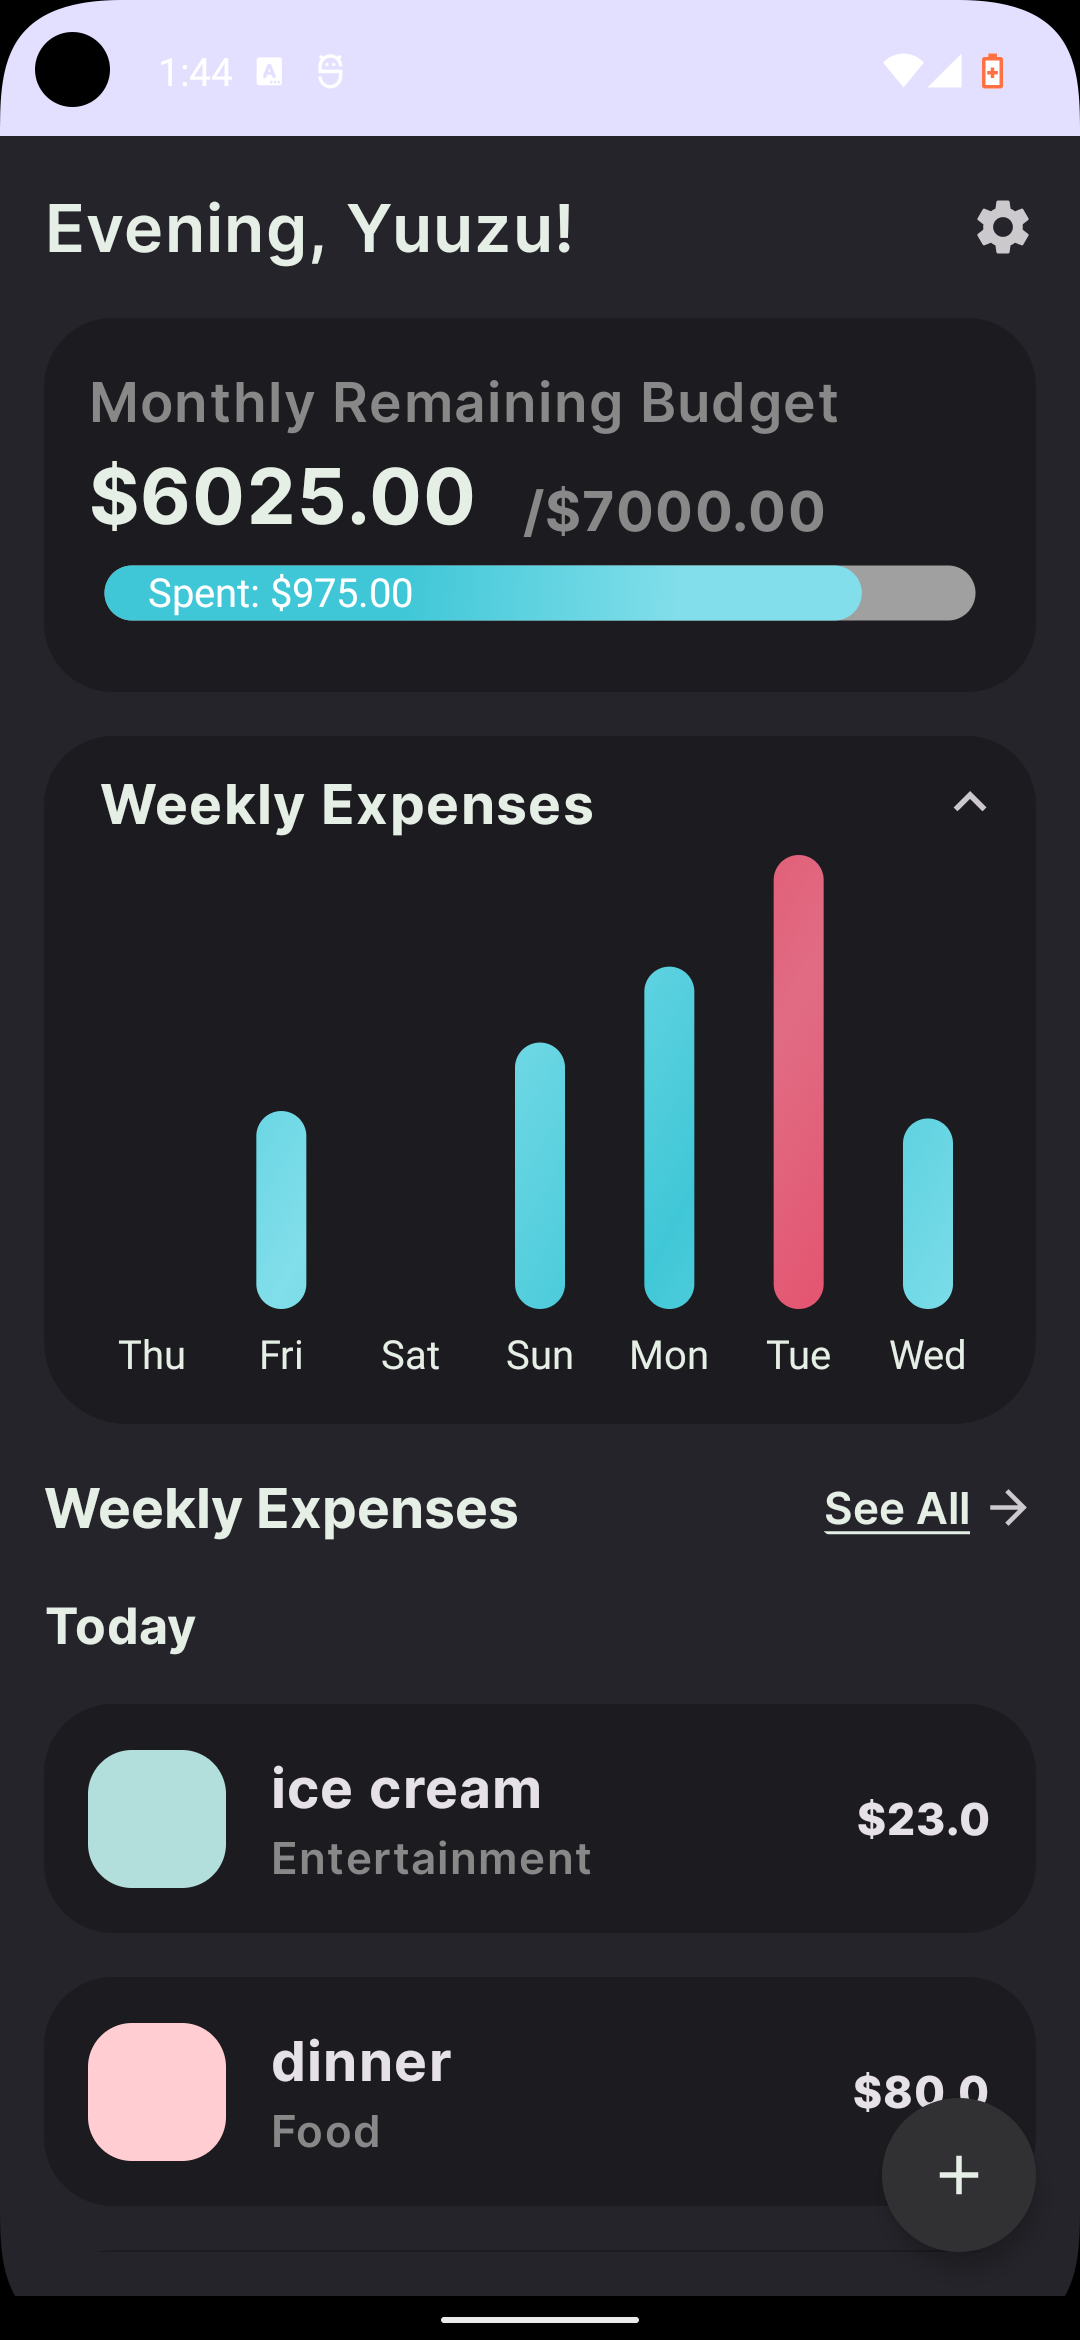 1:44
Evening, Yuuzu!
Monthly Remaining Budget
$6025.00 /$7000.00
Spent: $975.00
Weekly Expenses
Thu Fri Sat Sun Mon Tue Wed
Weekly Expenses See All
Today
ice cream
Entertainment
$23.0
dinner
Food
$80.0